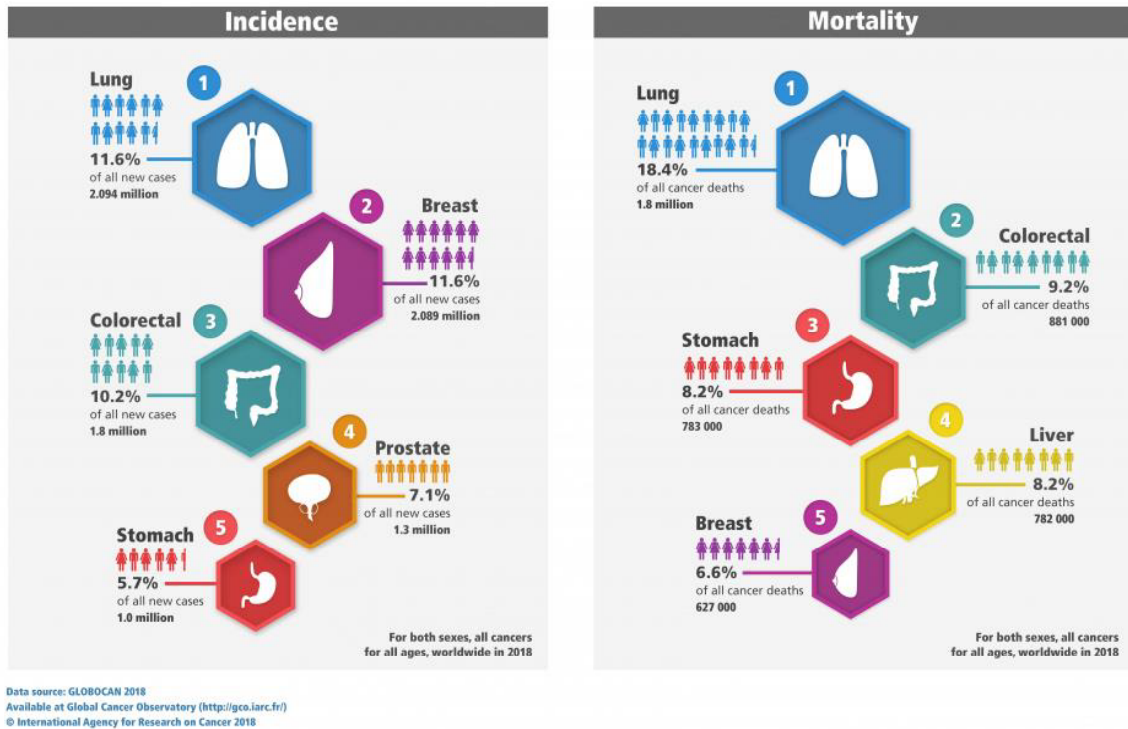 Incidence
Lung
1
11.6%
of all new cases
2.094 million
2
Breast
11.6%
of all new cases
2.089 million
Colorectal
3
10.2%
of all new cases
1.8 million
4
Prostate
7.1%
of all new cases
1.3 million
Stomach
5
5.7%
of all new cases
1.0 million
For both sexes, all cancers
for all ages, worldwide in 2018
Mortality
Lung
1
18.4%
of all cancer deaths
1.8 million
2
Colorectal
9.2%
of all cancer deaths
881 000
Stomach
3
8.2%
of all cancer deaths
783 000
4
Liver
8.2%
of all cancer deaths
782 000
Breast
5
6.6%
of all cancer deaths
627 000
For both sexes, all cancers
for all ages, worldwide in 2018
Data source: GLOBOCAN 2018
Available at Global Cancer Observatory (http://gco.iarc.fr/)
© International Agency for Research on Cancer 2018